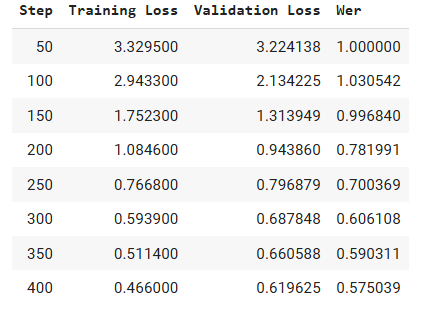 Step Training Loss Validation Loss Wer
50 3.329500 3.224138 1.000000
100 2.943300 2.134225 1.030542
150 1.752300 1.313949 0.996840
200 1.084600 0.943860 0.781991
250 0.766800 0.796879 0.700369
300 0.593900 0.687848 0.606108
350 0.511400 0.660588 0.590311
400 0.466000 0.619625 0.575039